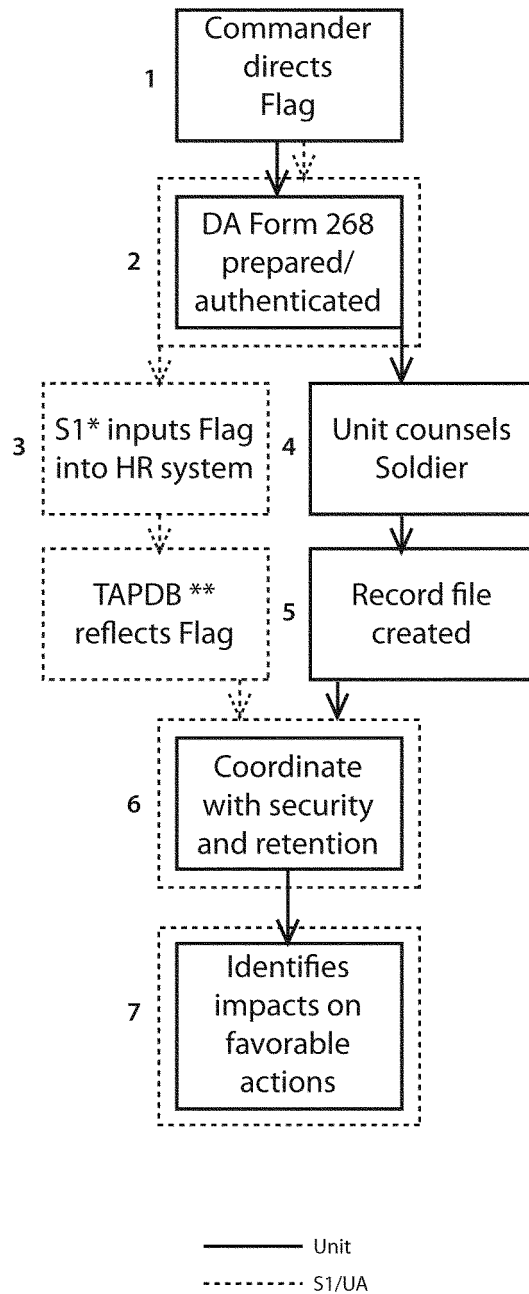 1
Commander
directs
Flag
2
DA Form 268
prepared/
authenticated
3
S1* inputs Flag
into HR system
4
Unit counsels
Soldier
TAPDB **
reflects Flag
5
Record file
created
6
Coordinate
with security
and retention
7
Identifies
impacts on
favorable
actions
Unit
S1/UA